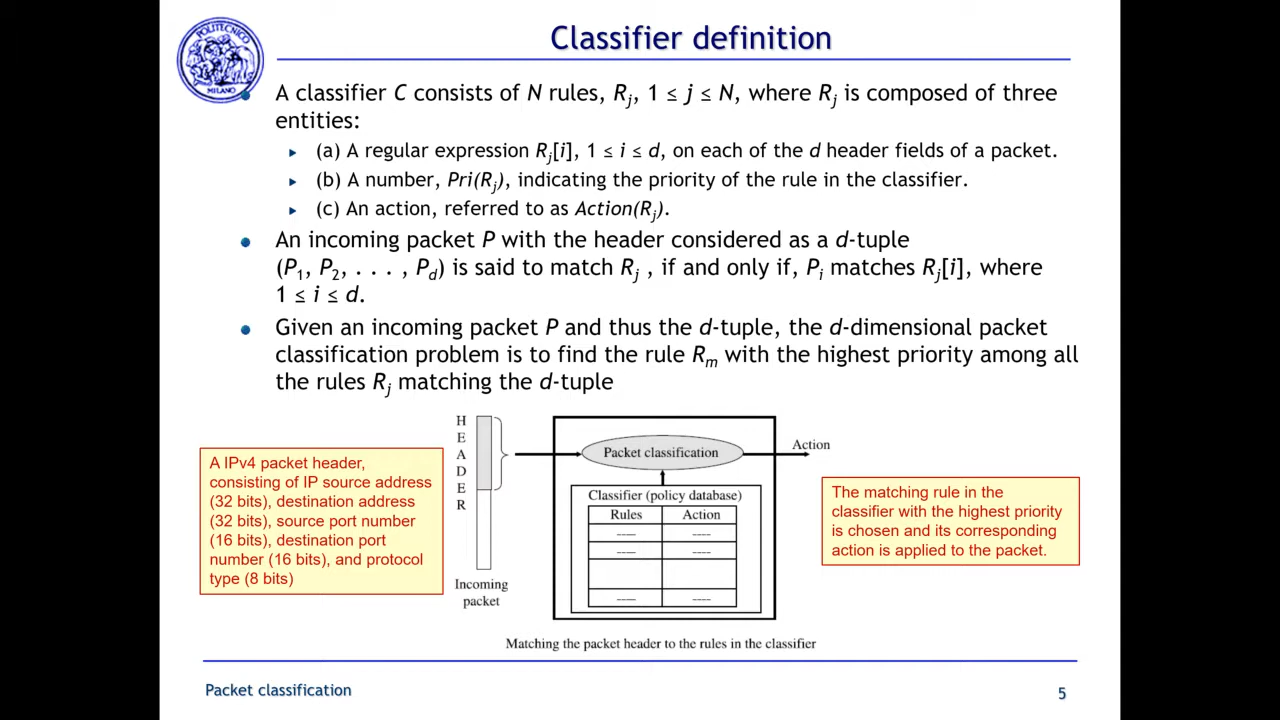 Classifier definition
POLITECNICO
MILANO
A classifier C consists of N rules, Rj, 1 ≤ j ≤ N, where Rj is composed of three
entities:
(a) A regular expression Rj[i], 1 ≤ i ≤ d, on each of the d header fields of a packet.
(b) A number, Pri(Rj), indicating the priority of the rule in the classifier.
(c) An action, referred to as Action(Rj).
An incoming packet P with the header considered as a d-tuple
(P1, P2, . . . , Pd) is said to match Rj , if and only if, Pi matches Rj[i], where
1 ≤ i ≤ d.
Given an incoming packet P and thus the d-tuple, the d-dimensional packet
classification problem is to find the rule Rm with the highest priority among all
the rules Rj matching the d-tuple
A IPv4 packet header,
consisting of IP source address
(32 bits), destination address
(32 bits), source port number
(16 bits), destination port
number (16 bits), and protocol
type (8 bits)
HEADER
Incoming
packet
Packet classification
Action
Classifier (policy database)
Rules Action
---- ----
---- ----
---- ----
The matching rule in the
classifier with the highest priority
is chosen and its corresponding
action is applied to the packet.
Matching the packet header to the rules in the classifier
Packet classification
5